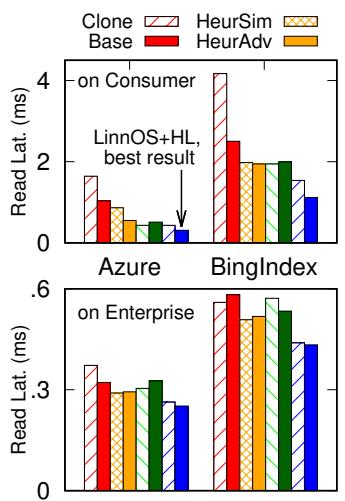 Clone HeurSim
Base HeurAdv
on Consumer
LinnOS+HL,
best result
Read Lat. (ms)
4
2
0
Azure BingIndex
on Enterprise
Read Lat. (ms)
.6
.3
0